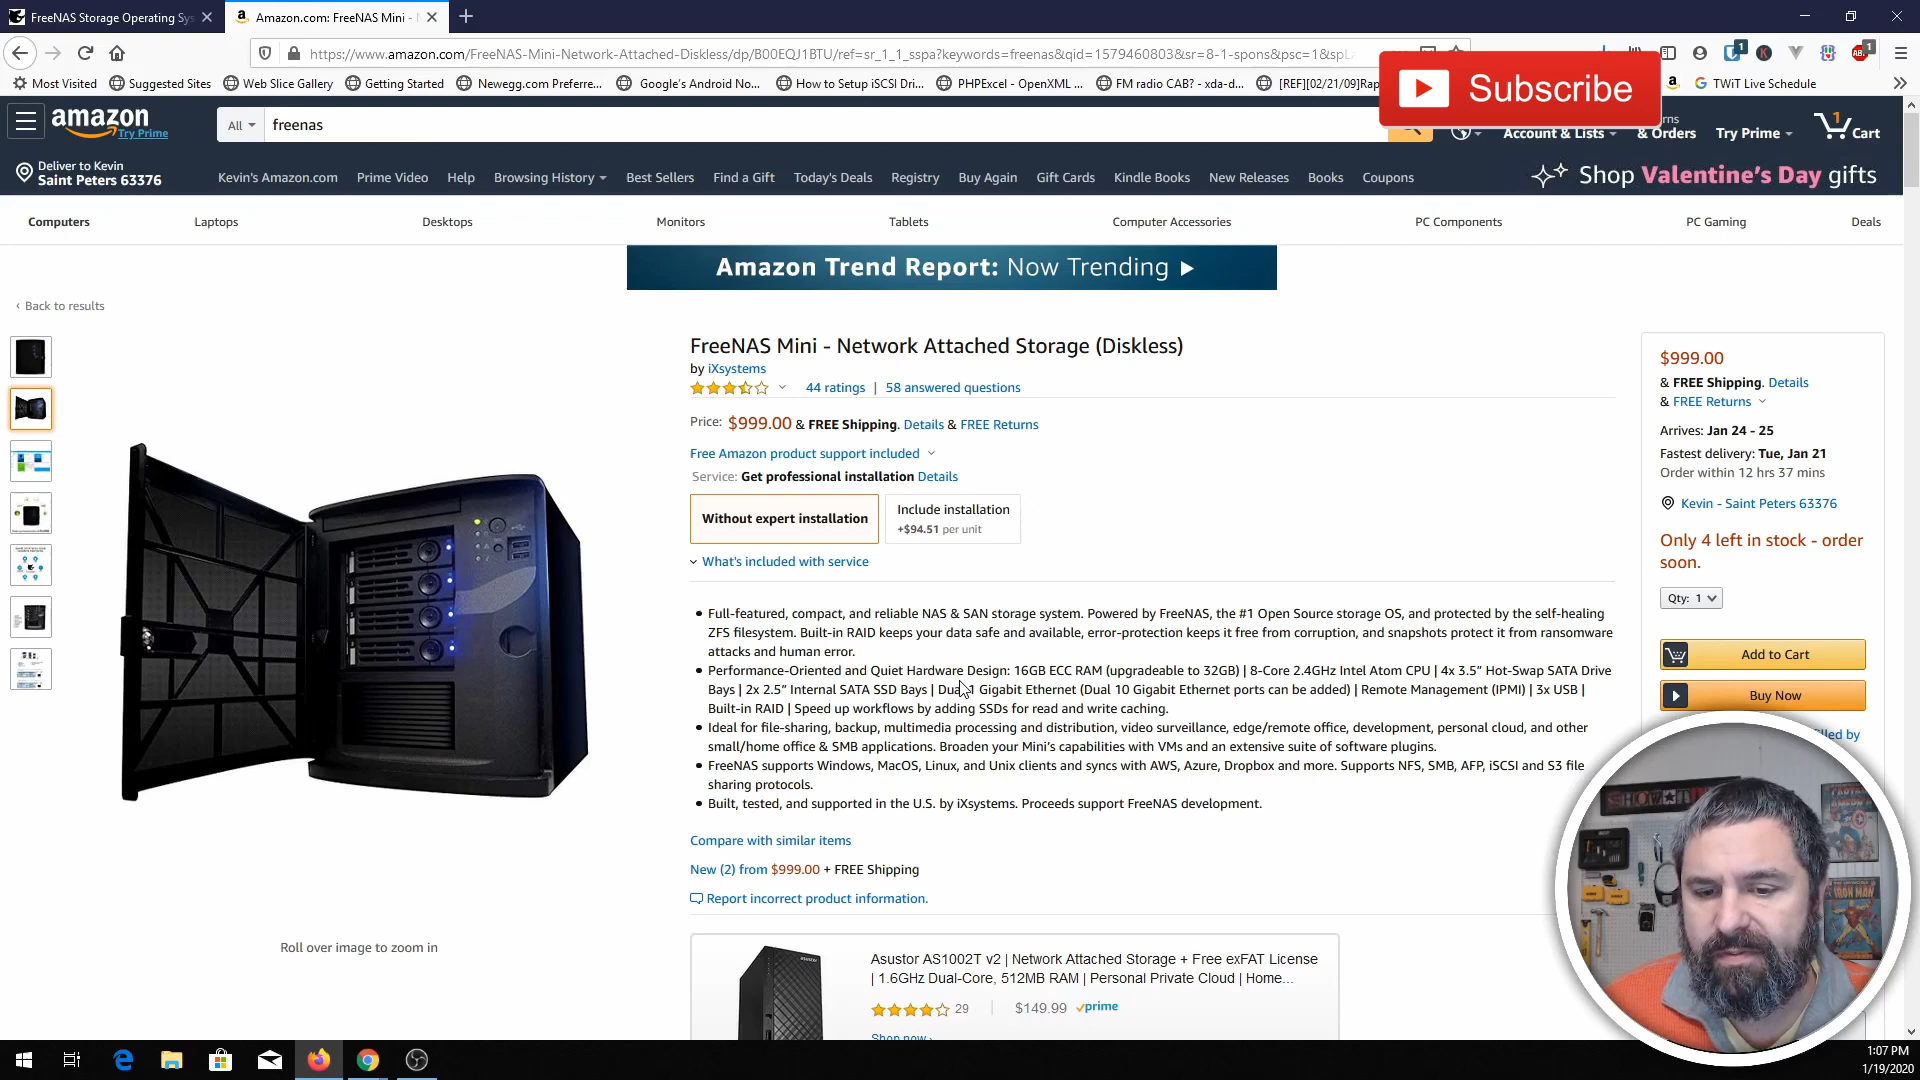 FreeNAS Storage Operating Sys
Amazon.com: FreeNAS Mini -
https://www.amazon.com/FreeNAS-Mini-Network-Attached-Diskless/dp/B00EQJ1BTU/ref=sr_1_1_sspa?keywords=freenas&qid=1579460803&sr=8-1-spons&psc=1&spL
Most Visited
Suggested Sites
Web Slice Gallery
Getting Started
Newegg.com Preferre...
Google's Android No...
How to Setup iSCSI Dri...
PHPExcel - OpenXML ...
FM radio CAB? - xda-d...
[REF][02/21/09]Rap
TWiT Live Schedule
Subscribe
amazon
Try Prime
All
freenas
Account & Lists
& Orders
Try Prime
1
Cart
Deliver to Kevin
Saint Peters 63376
Kevin's Amazon.com
Prime Video
Help
Browsing History
Best Sellers
Find a Gift
Today's Deals
Registry
Buy Again
Gift Cards
Kindle Books
New Releases
Books
Coupons
Shop Valentine's Day gifts
Computers
Laptops
Desktops
Monitors
Tablets
Computer Accessories
PC Components
PC Gaming
Deals
Amazon Trend Report: Now Trending
‹ Back to results
FreeNAS Mini - Network Attached Storage (Diskless)
by iXsystems
44 ratings | 58 answered questions
Price: $999.00 & FREE Shipping. Details & FREE Returns
Free Amazon product support included
Service: Get professional installation Details
Without expert installation
Include installation
+$94.51 per unit
What's included with service
• Full-featured, compact, and reliable NAS & SAN storage system. Powered by FreeNAS, the #1 Open Source storage OS, and protected by the self-healing
ZFS filesystem. Built-in RAID keeps your data safe and available, error-protection keeps it free from corruption, and snapshots protect it from ransomware
attacks and human error.
• Performance-Oriented and Quiet Hardware Design: 16GB ECC RAM (upgradeable to 32GB) | 8-Core 2.4GHz Intel Atom CPU | 4x 3.5” Hot-Swap SATA Drive
Bays | 2x 2.5” Internal SATA SSD Bays | Dual 1 Gigabit Ethernet (Dual 10 Gigabit Ethernet ports can be added) | Remote Management (IPMI) | 3x USB |
Built-in RAID | Speed up workflows by adding SSDs for read and write caching.
• Ideal for file-sharing, backup, multimedia processing and distribution, video surveillance, edge/remote office, development, personal cloud, and other
small/home office & SMB applications. Broaden your Mini's capabilities with VMs and an extensive suite of software plugins.
• FreeNAS supports Windows, MacOS, Linux, and Unix clients and syncs with AWS, Azure, Dropbox and more. Supports NFS, SMB, AFP, iSCSI and S3 file
sharing protocols.
• Built, tested, and supported in the U.S. by iXsystems. Proceeds support FreeNAS development.
Compare with similar items
New (2) from $999.00 + FREE Shipping
Report incorrect product information.
Roll over image to zoom in
Asustor AS1002T v2 | Network Attached Storage + Free exFAT License
| 1.6GHz Dual-Core, 512MB RAM | Personal Private Cloud | Home...
29
$149.99 prime
Shop now
$999.00
& FREE Shipping. Details
& FREE Returns
Arrives: Jan 24 - 25
Fastest delivery: Tue, Jan 21
Order within 12 hrs 37 mins
Kevin - Saint Peters 63376
Only 4 left in stock - order
soon.
Qty: 1
Add to Cart
Buy Now
by
IRON MAN
1:07 PM
1/19/2020